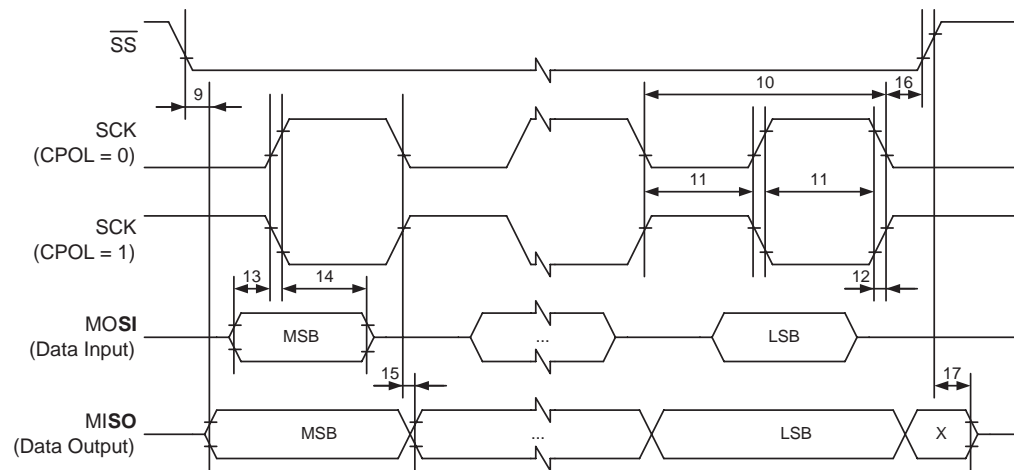 SS
10
9
16
SCK
(CPOL = 0)
11
11
SCK
(CPOL = 1)
13
14
12
MOSI
(Data Input)
MSB
...
LSB
15
17
MISO
(Data Output)
MSB
...
LSB
X